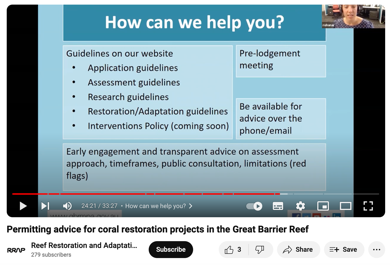 How can we help you?
Guidelines on our website
• Application guidelines
• Assessment guidelines
• Research guidelines
• Restoration/Adaptation guidelines
• Interventions Policy (coming soon)
Pre-lodgement
meeting
Be available for
advice over the
phone/email
Early engagement and transparent advice on assessment
approach, timeframes, public consultation, limitations (red
flags)
24:21 / 33:27 • How can we help you? >
Permitting advice for coral restoration projects in the Great Barrier Reef
RRAP
Reef Restoration and Adaptati...
279 subscribers
Subscribe
3
Share
Save
...